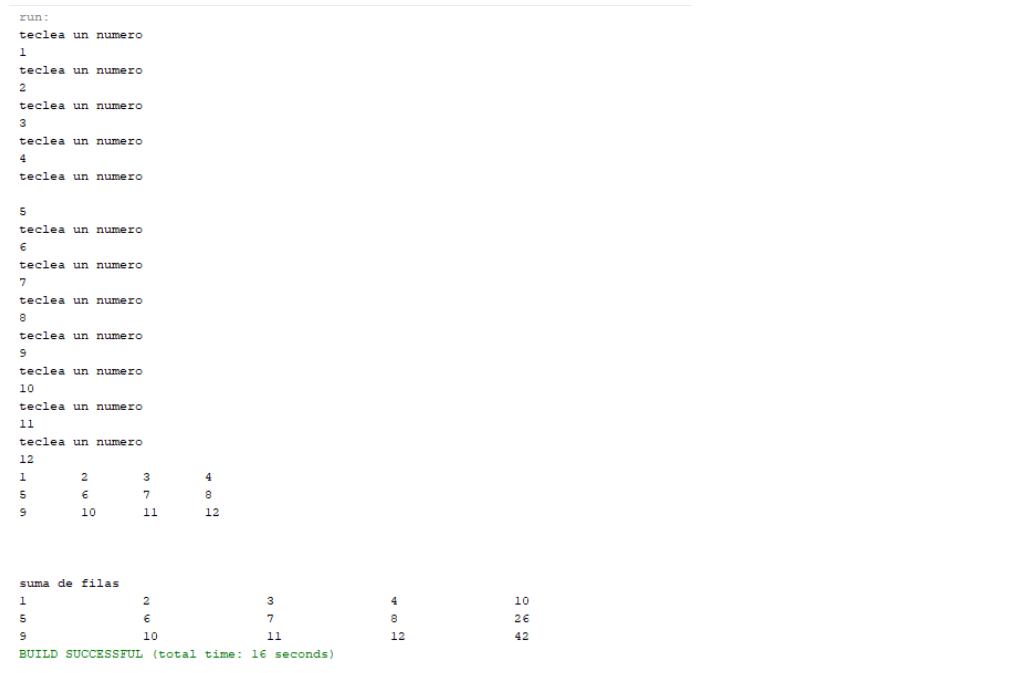 run:
teclea un numero
1
teclea un numero
2
teclea un numero
3
teclea un numero
4
teclea un numero
5
teclea un numero
6
teclea un numero
7
teclea un numero
8
teclea un numero
9
teclea un numero
10
teclea un numero
11
teclea un numero
12
1 2 3 4
5 6 7 8
9 10 11 12
suma de filas
1 2 3 4 10
5 6 7 8 26
9 10 11 12 42
BUILD SUCCESSFUL (total time: 16 seconds)